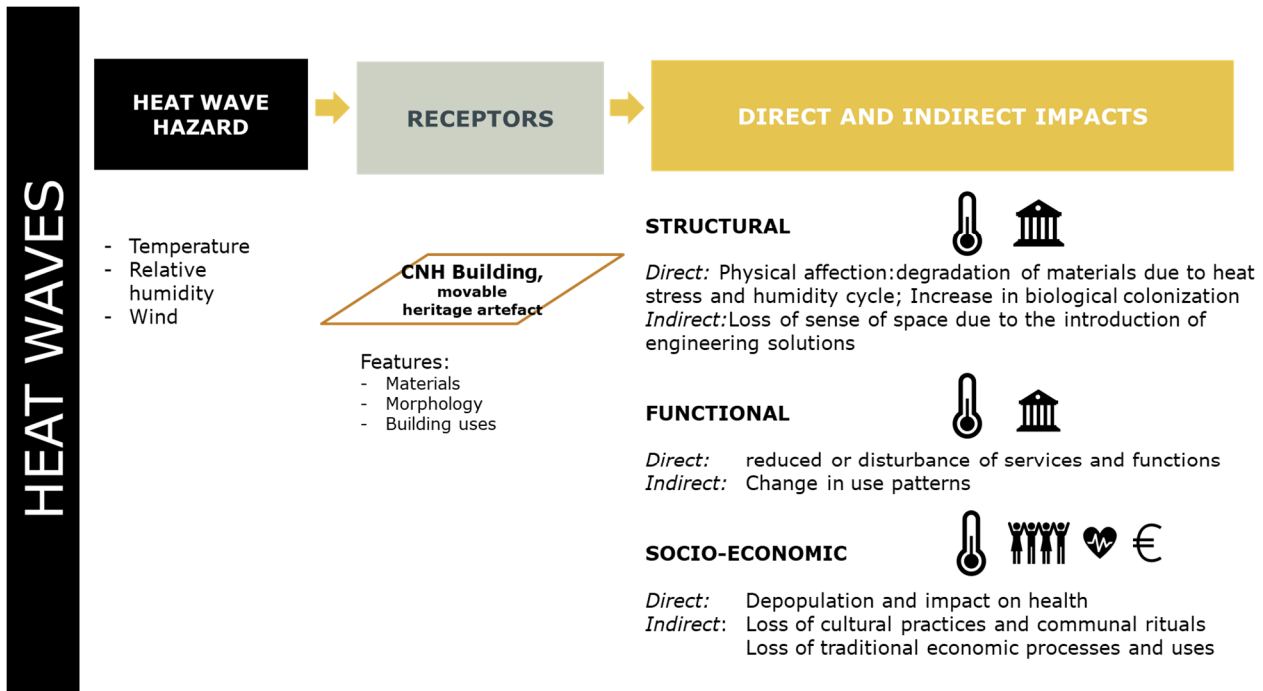 HEAT WAVES
HEAT WAVE
HAZARD
RECEPTORS
DIRECT AND INDIRECT IMPACTS
- Temperature
- Relative
humidity
- Wind
CNH Building,
movable
heritage artefact
Features:
- Materials
- Morphology
- Building uses
STRUCTURAL
Direct: Physical affection:degradation of materials due to heat
stress and humidity cycle; Increase in biological colonization
Indirect:Loss of sense of space due to the introduction of
engineering solutions
FUNCTIONAL
Direct: reduced or disturbance of services and functions
Indirect: Change in use patterns
SOCIO-ECONOMIC
€
Direct: Depopulation and impact on health
Indirect: Loss of cultural practices and communal rituals
Loss of traditional economic processes and uses